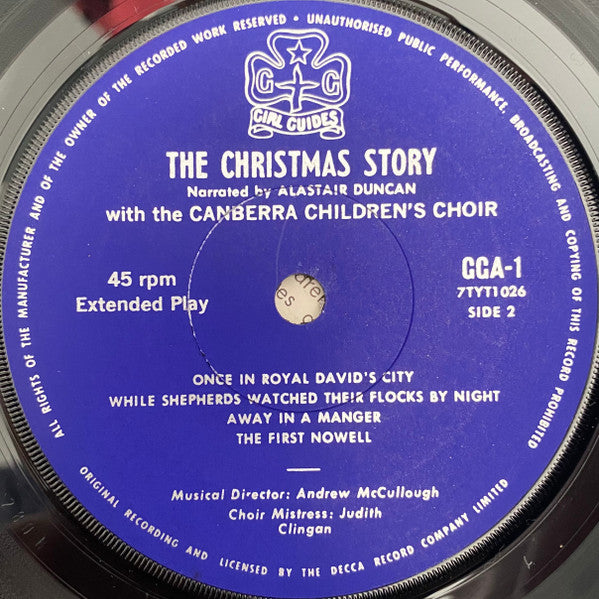 ALL RIGHTS OF THE MANUFACTURER AND OF THE OWNER OF THE RECORDED WORK RESERVED • UNAUTHORISED PUBLIC PERFORMANCE, BROADCASTING AND COPYING OF THIS RECORD PROHIBITED
G G
GIRL GUIDES
THE CHRISTMAS STORY
Narrated by ALASTAIR DUNCAN
with the CANBERRA CHILDREN'S CHOIR
45 rpm
Extended Play
GGA-1
7TYT1026
SIDE 2
ONCE IN ROYAL DAVID'S CITY
WHILE SHEPHERDS WATCHED THEIR FLOCKS BY NIGHT
AWAY IN A MANGER
THE FIRST NOWELL
Musical Director: Andrew McCullough
Choir Mistress: Judith
Clingan
ORIGINAL RECORDING AND LICENSED BY THE DECCA RECORD COMPANY LIMITED